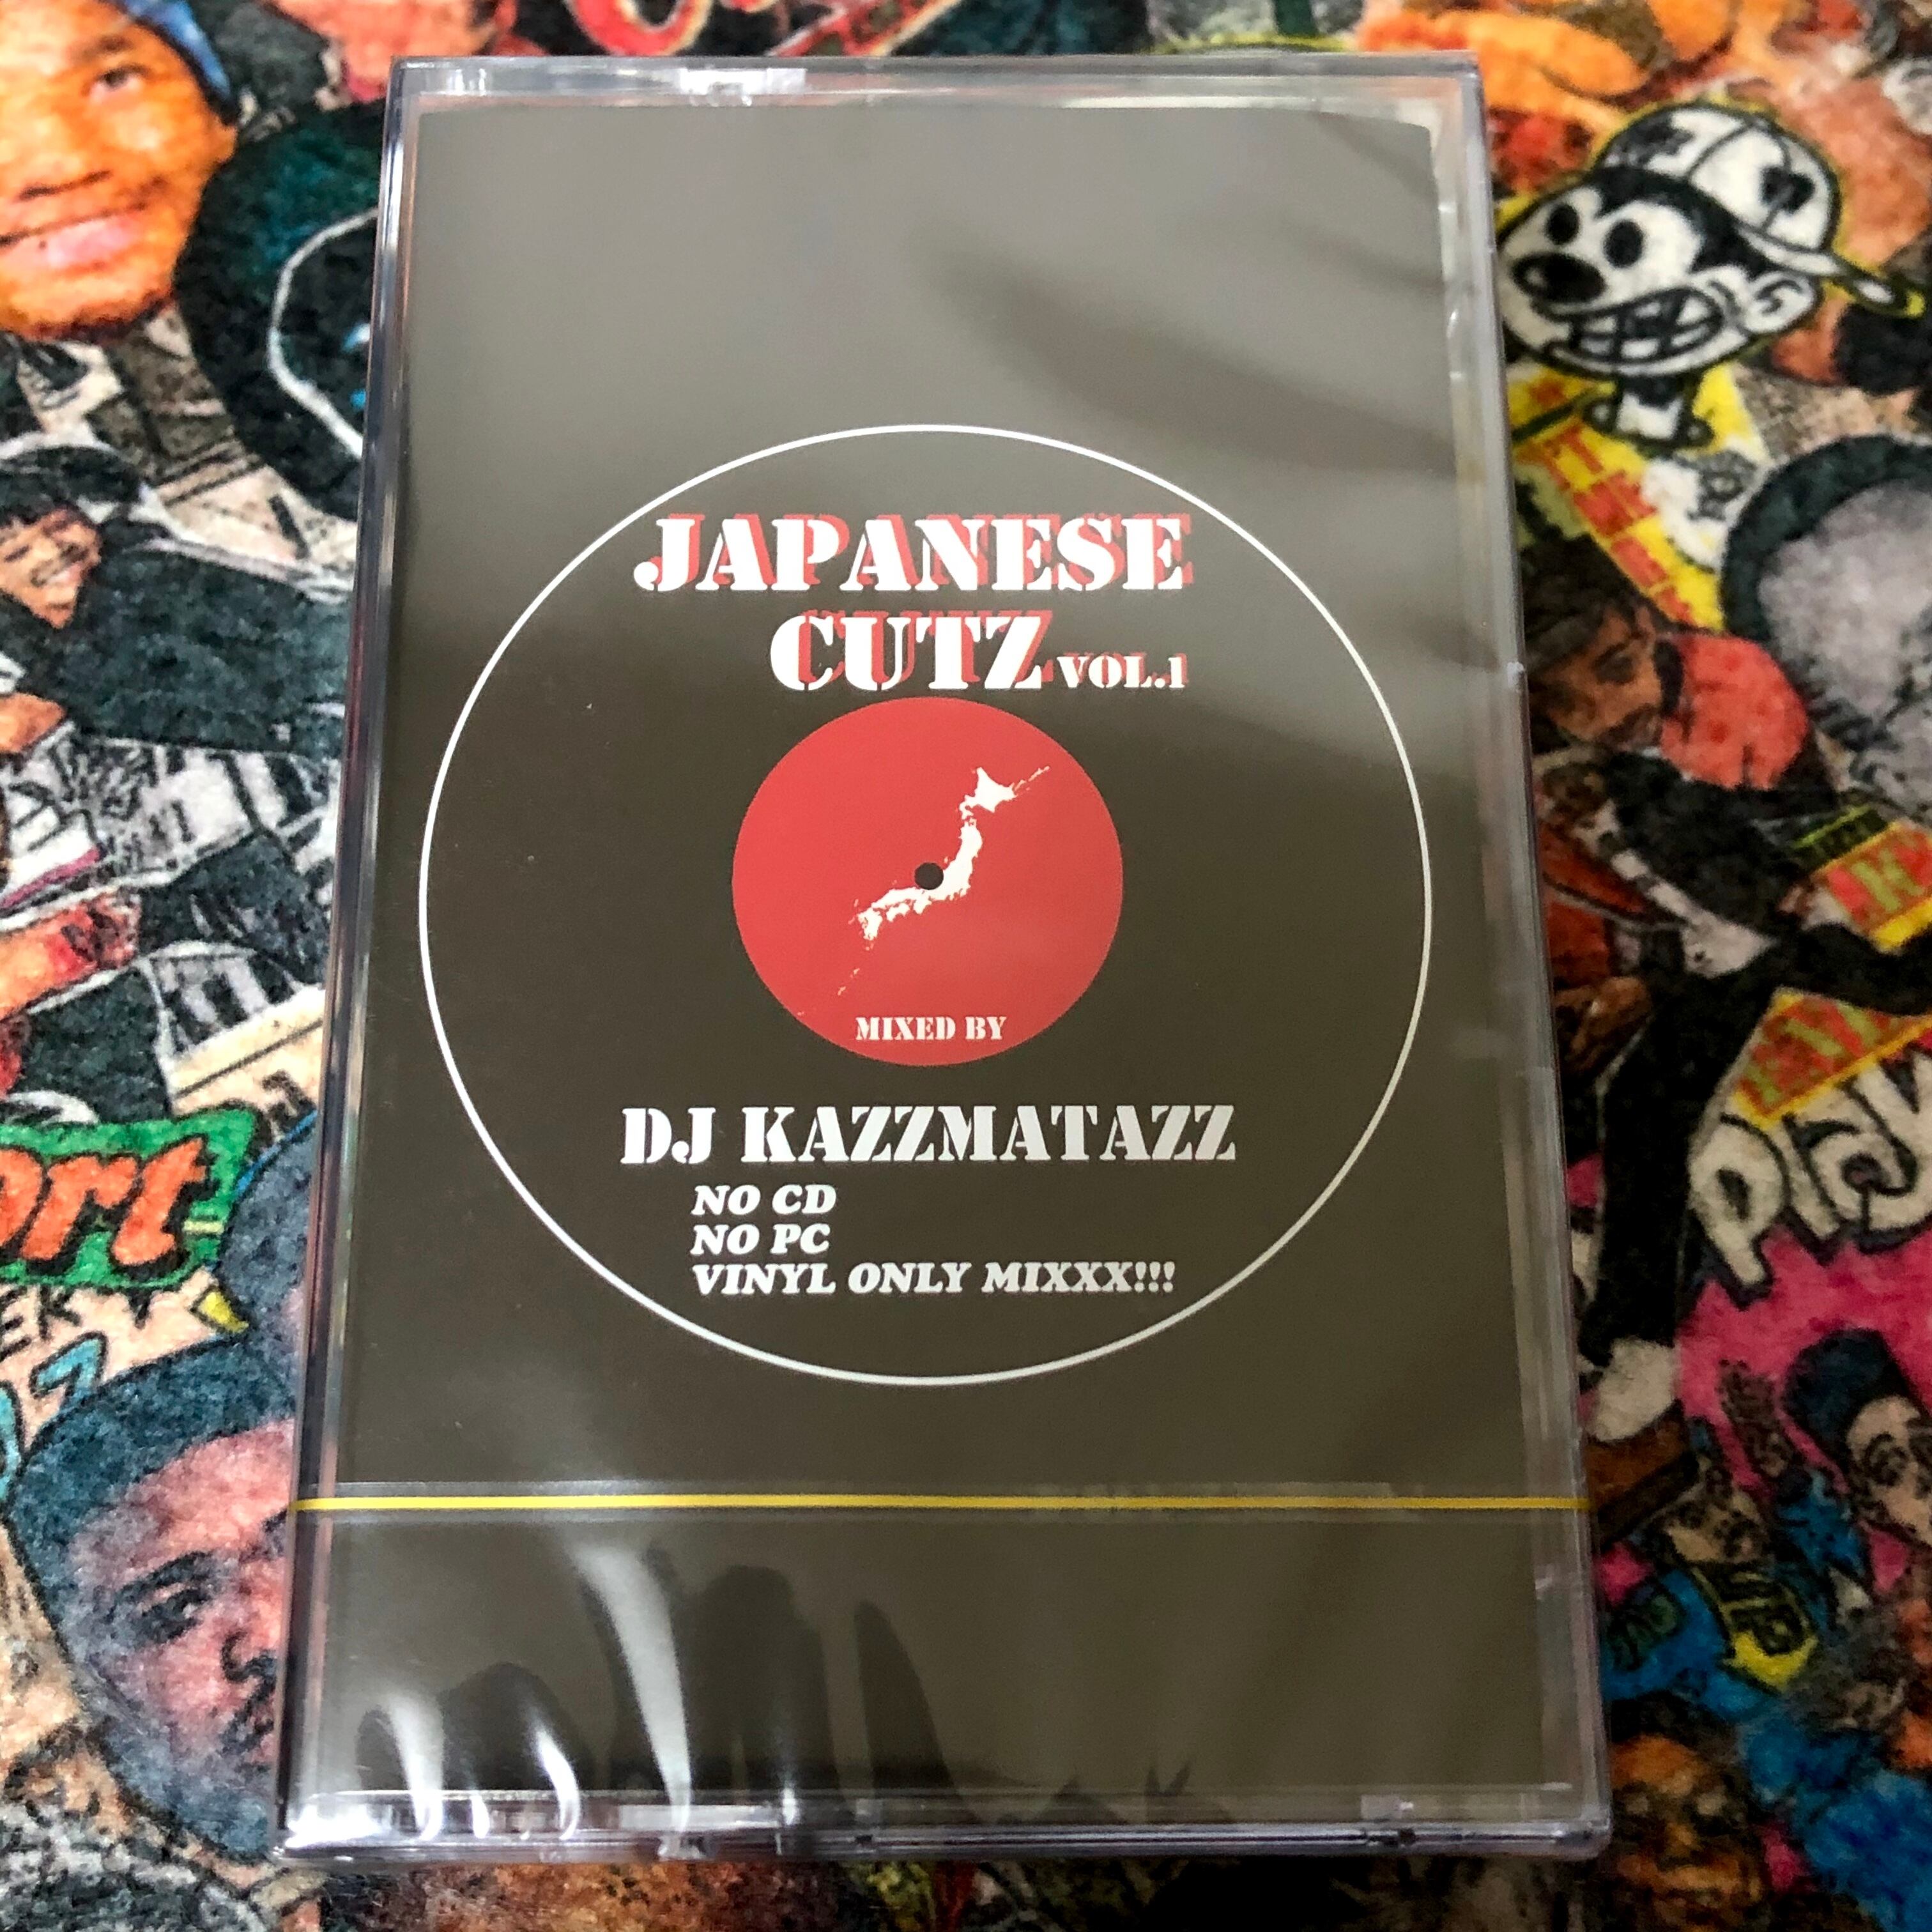 JAPANESE
CUTZ VOL.1
MIXED BY
DJ KAZZMATAZZ
NO CD
NO PC
VINYL ONLY MIXXX!!!